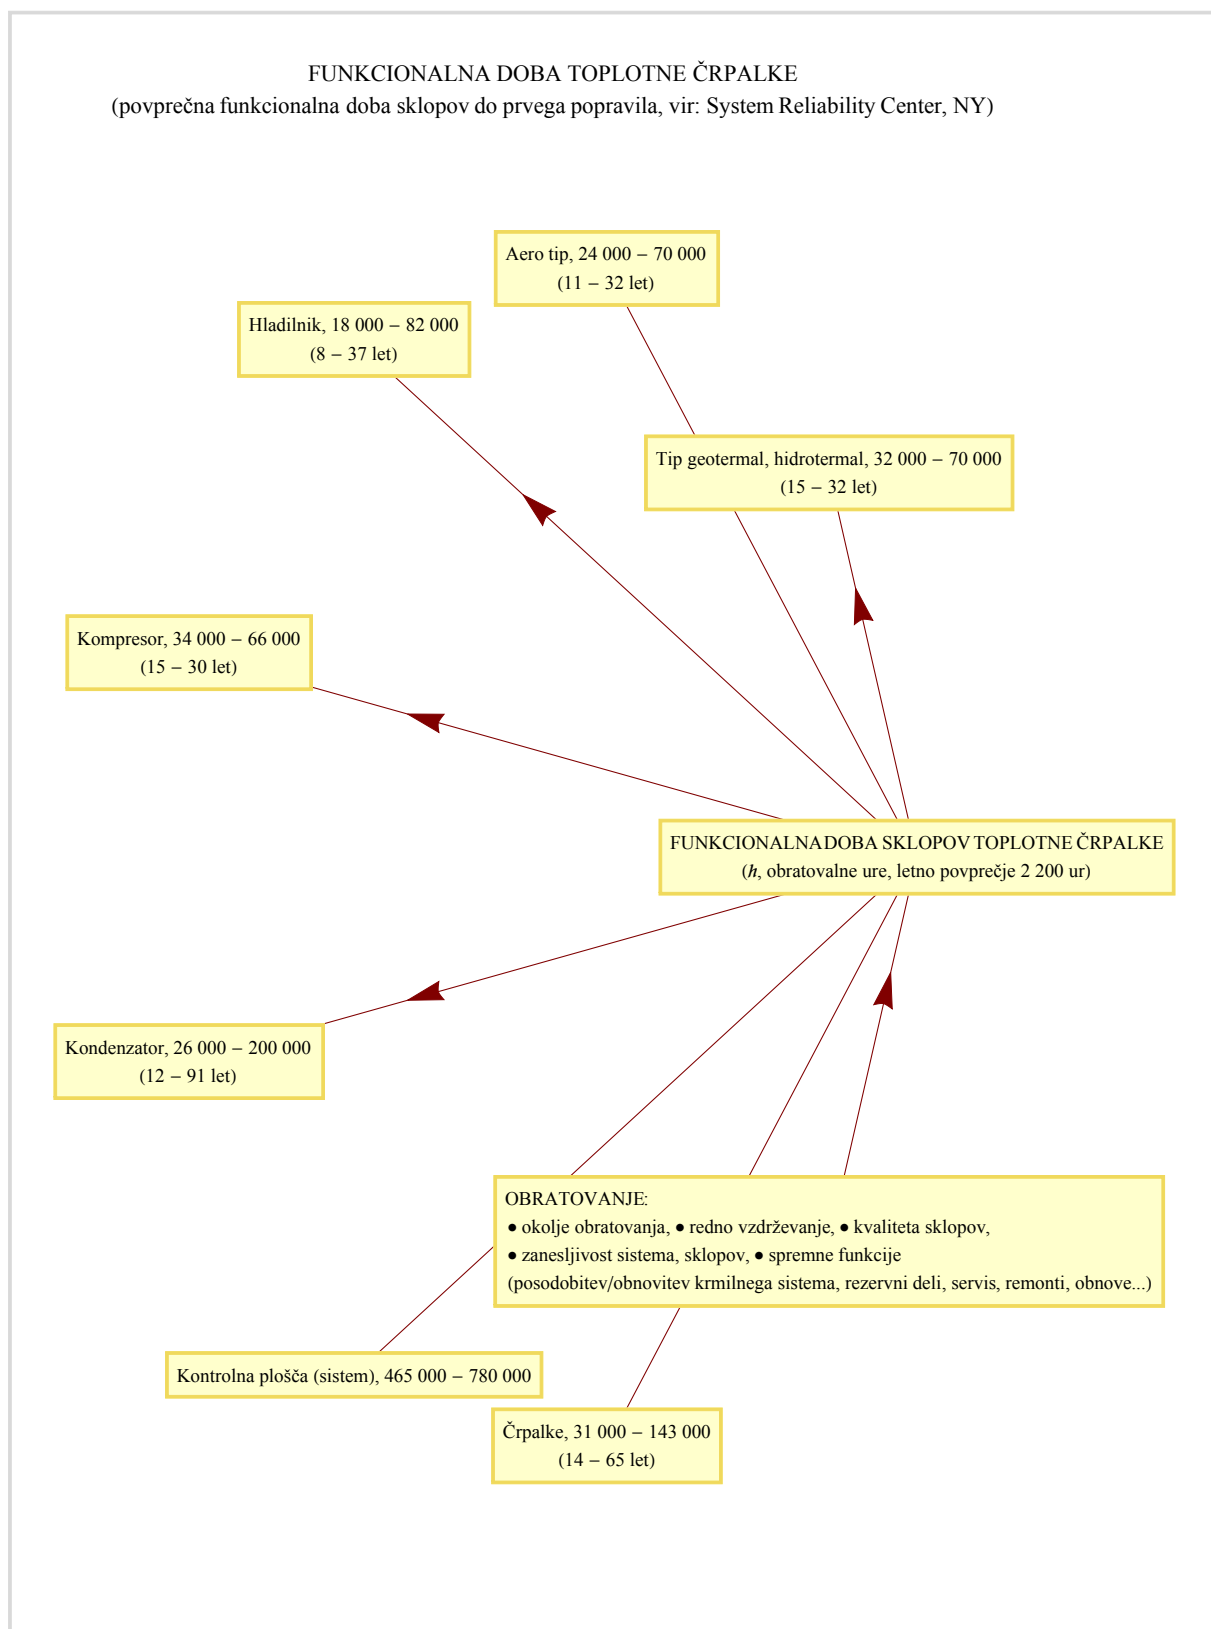 FUNKCIONALNA DOBA TOPLOTNE ČRPALKE
(povprečna funkcionalna doba sklopov do prvega popravila, vir: System Reliability Center, NY)
Aero tip, 24 000 – 70 000
(11 – 32 let)
Hladilnik, 18 000 – 82 000
(8 – 37 let)
Tip geotermal, hidrotermal, 32 000 – 70 000
(15 – 32 let)
Kompresor, 34 000 – 66 000
(15 – 30 let)
FUNKCIONALNA DOBA SKLOPOV TOPLOTNE ČRPALKE
(h, obratovalne ure, letno povprečje 2 200 ur)
Kondenzator, 26 000 – 200 000
(12 – 91 let)
OBRATOVANJE:
● okolje obratovanja, ● redno vzdrževanje, ● kvaliteta sklopov,
● zanesljivost sistema, sklopov, ● spremne funkcije
(posodobitev/obnovitev krmilnega sistema, rezervni deli, servis, remonti, obnove...)
Kontrolna plošča (sistem), 465 000 – 780 000
Črpalke, 31 000 – 143 000
(14 – 65 let)